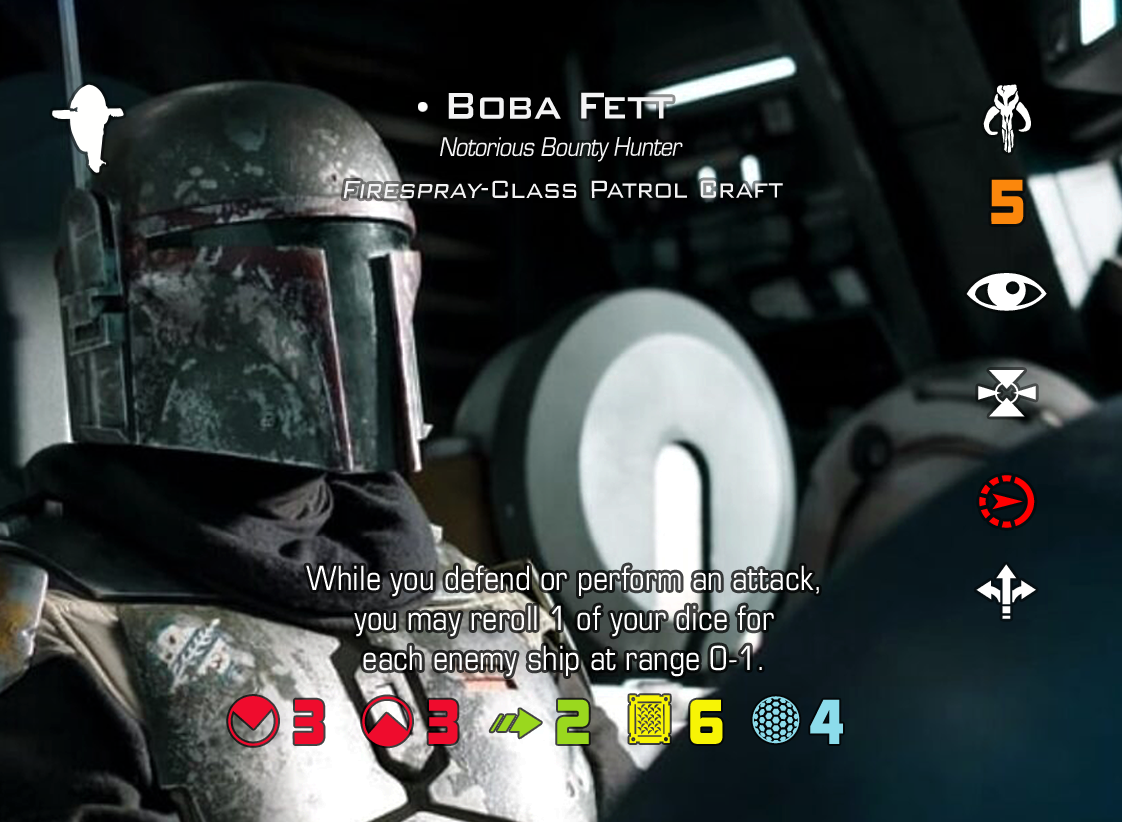 • Boba Fett
Notorious Bounty Hunter
Firespray-Class Patrol Craft
5
While you defend or perform an attack,
you may reroll 1 of your dice for
each enemy ship at range 0-1.
3 3 2 6 4